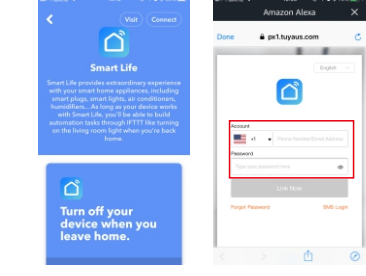 Visit
Connect
Smart Life
Smart Life provides extraordinary experience
with your smart home appliances, including
smart plugs, smart lights, air conditioners,
humidifiers... As long as your device works
with Smart Life, you'll be able to build
automation tasks through IFTTT like turning
on the living room light when you're back
home.
Turn off your
device when you
leave home.
Amazon Alexa
Done
px1.tuyaus.com
English
Account
+1
Phone Number/Email Address
Password
Type your password here
Link Now
Forgot Password
SMS Login